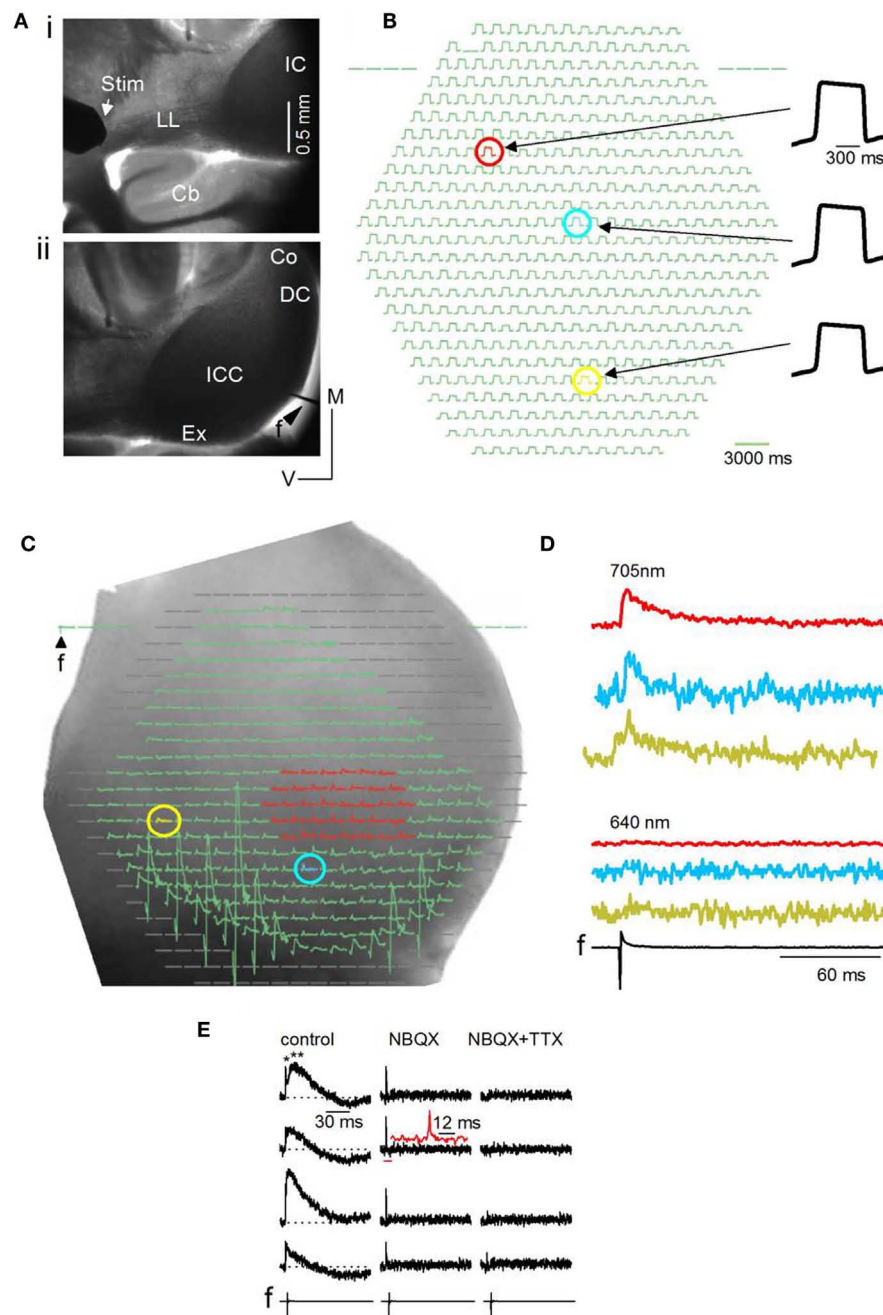 A
i
Stim
IC
LL
0.5 mm
Cb
ii
Co
DC
ICC
Ex
f
M
V
B
300 ms
3000 ms
C
f
D
705nm
640 nm
f
60 ms
E
control
NBQX
NBQX+TTX
* **
30 ms
12 ms
f